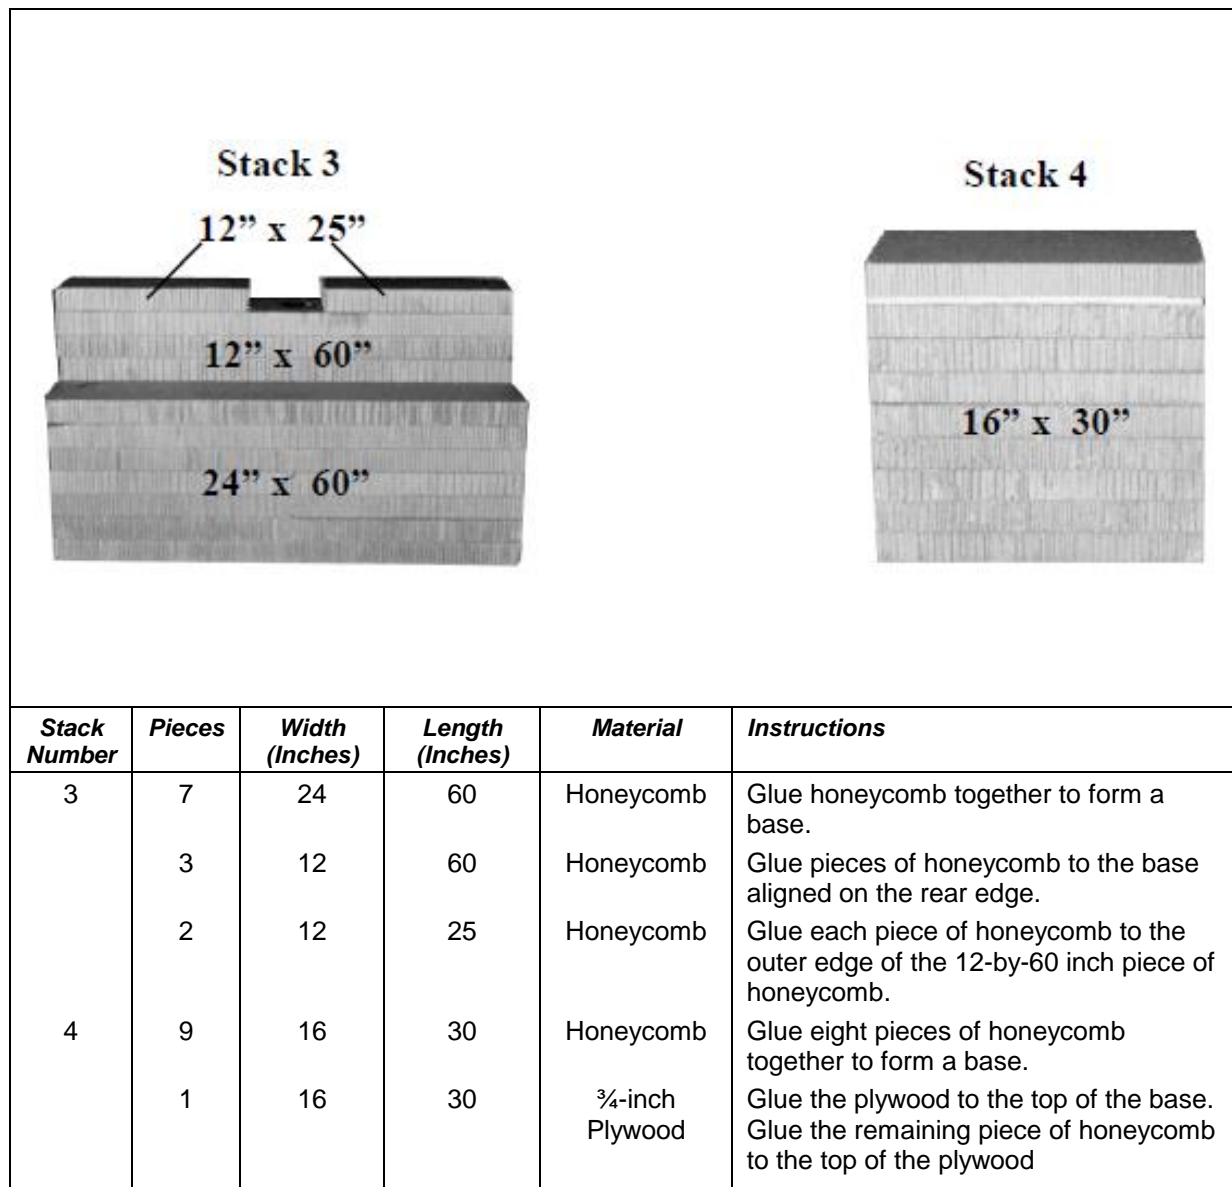 Stack 3
12” x 25”
12” x 60”
24” x 60”
Stack 4
16” x 30”
Stack Number Pieces Width (Inches) Length (Inches) Material Instructions
3 7 24 60 Honeycomb Glue honeycomb together to form a
base.
3 12 60 Honeycomb Glue pieces of honeycomb to the base
aligned on the rear edge.
2 12 25 Honeycomb Glue each piece of honeycomb to the
outer edge of the 12-by-60 inch piece of
honeycomb.
4 9 16 30 Honeycomb Glue eight pieces of honeycomb
together to form a base.
1 16 30 ¾-inch Plywood Glue the plywood to the top of the base.
Glue the remaining piece of honeycomb
to the top of the plywood